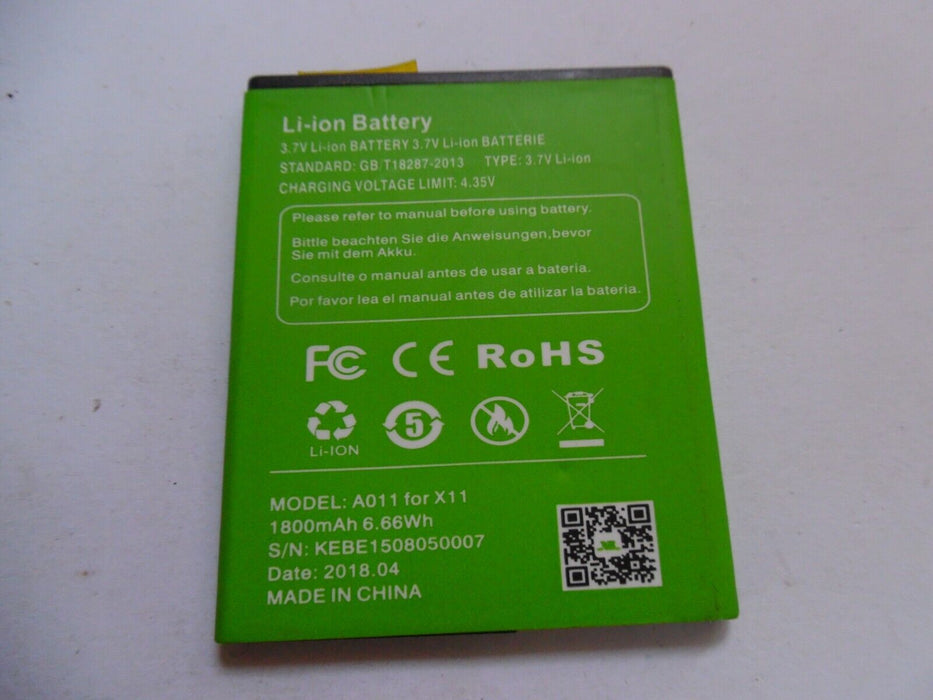 Li-ion Battery
3.7V Li-ion BATTERY 3.7V Li-ion BATTERIE
STANDARD: GB/T18287-2013 TYPE: 3.7V Li-ion
CHARGING VOLTAGE LIMIT: 4.35V
Please refer to manual before using battery.
Bittle beachten Sie die Anweisungen,bevor
Sie mit dem Akku.
Consulte o manual antes de usar a bateria.
Por favor lea el manual antes de atilizar la bateria.
FC CE RoHS
5
Li-ION
MODEL: A011 for X11
1800mAh 6.66Wh
S/N: KEBE1508050007
Date: 2018.04
MADE IN CHINA